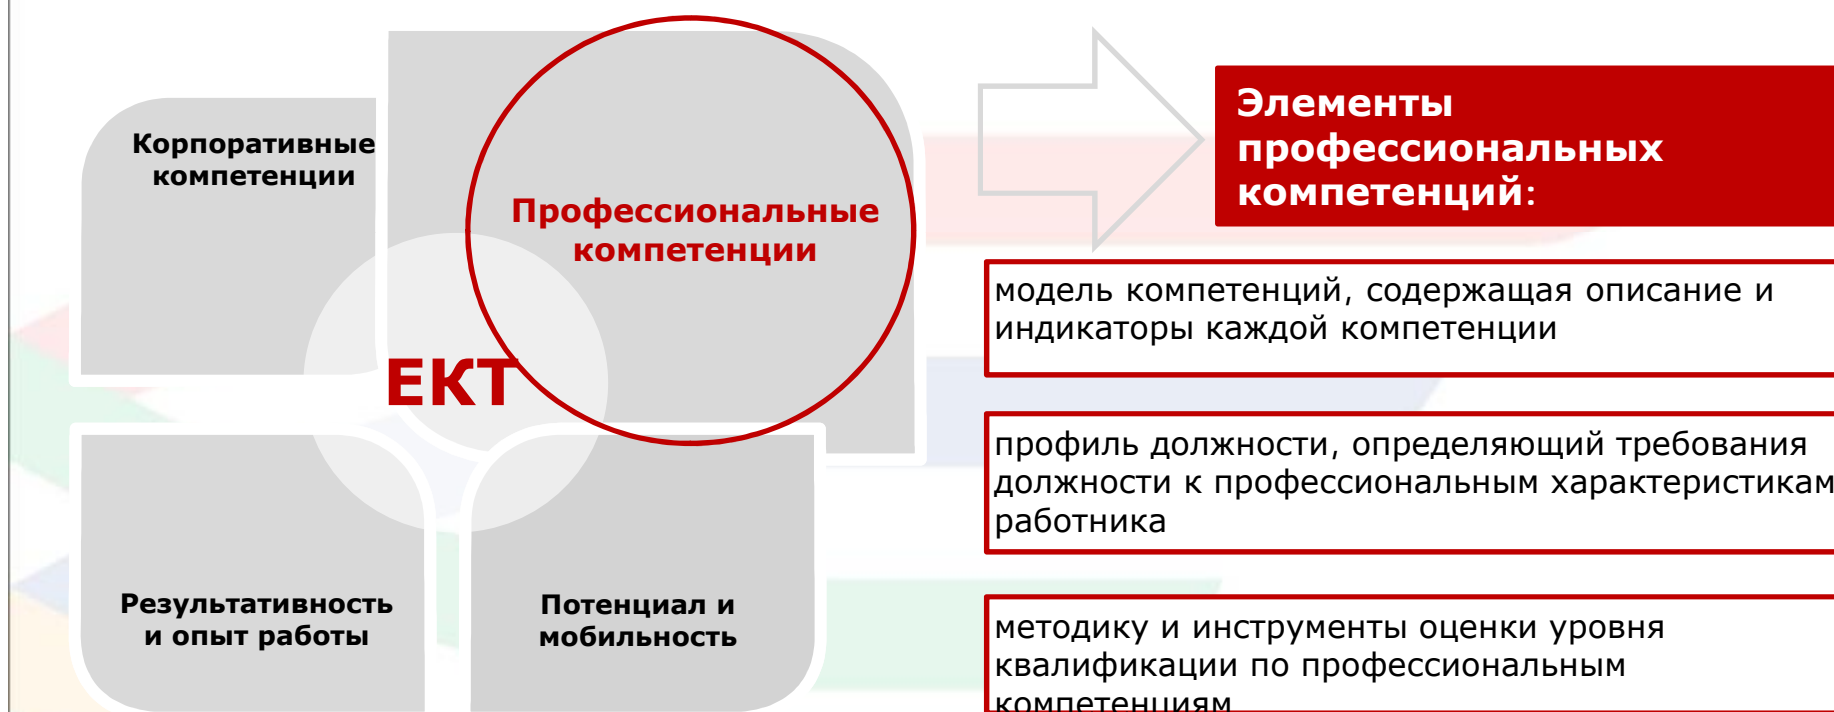 Корпоративные
компетенции
Профессиональные
компетенции
ЕКТ
Результативность
и опыт работы
Потенциал и
мобильность
Элементы
профессиональных
компетенций:
модель компетенций, содержащая описание и
индикаторы каждой компетенции
профиль должности, определяющий требования
должности к профессиональным характеристикам
работника
методику и инструменты оценки уровня
квалификации по профессиональным
компетенциям